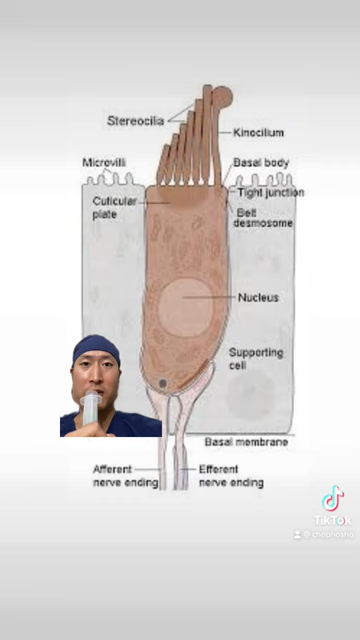 Stereocilia
Kinocilium
Microvilli
Basal body
Tight junction
Cuticular
plate
Belt
desmosome
Nucleus
Supporting
cell
Basal membrane
Afferent
nerve ending
Efferent
nerve ending
TikTok